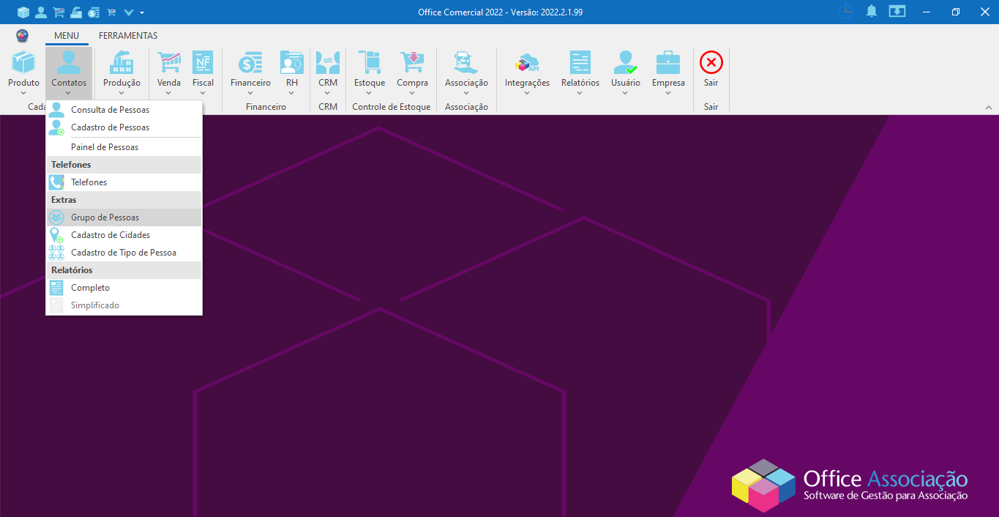 Office Comercial 2022 - Versão: 2022.2.1.99
MENU FERRAMENTAS
Produto Contatos Produção Venda Fiscal Financeiro RH CRM Estoque Compra Associação Integrações Relatórios Usuário Empresa Sair
NF
API
Financeiro CRM Controle de Estoque Associação Sair
Consulta de Pessoas
Cadastro de Pessoas
Painel de Pessoas
Telefones
Telefones
Extras
Grupo de Pessoas
Cadastro de Cidades
Cadastro de Tipo de Pessoa
Relatórios
Completo
Simplificado
Office Associação
Software de Gestão para Associação